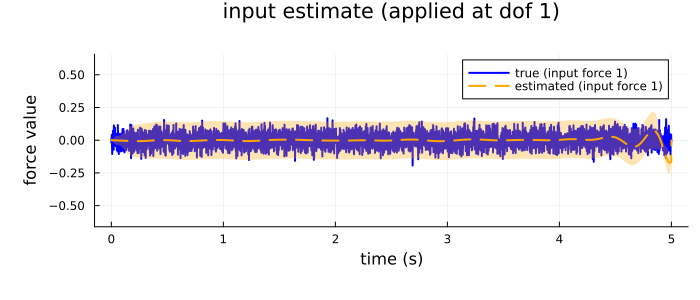 input estimate (applied at dof 1)
true (input force 1)
estimated (input force 1)
force value
0.50
0.25
0.00
−0.25
−0.50
0 1 2 3 4 5
time (s)